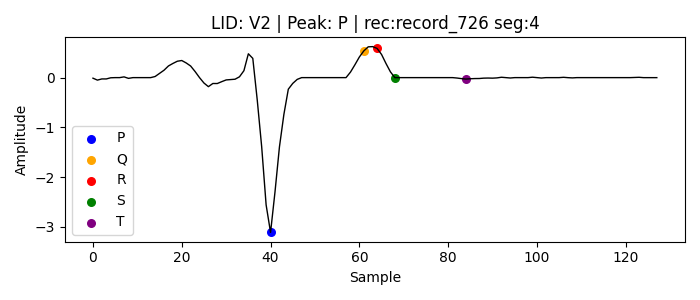 LID: V2 | Peak: P | rec:record_726 seg:4
Amplitude
0
−1
−2
−3
P
Q
R
S
T
0 20 40 60 80 100 120
Sample